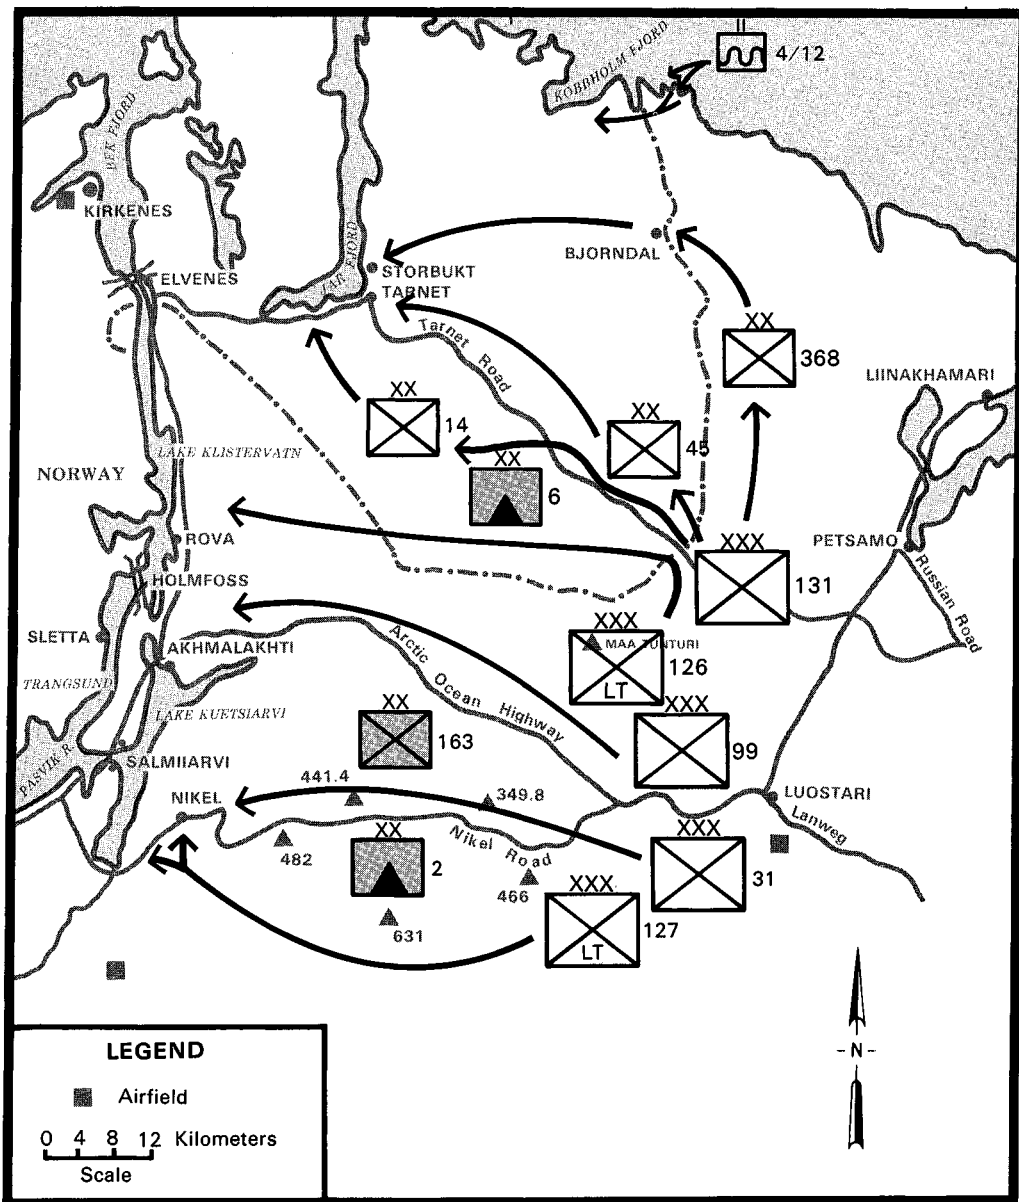 KOBBHOLM FJORD
4/12
BEK FJORD
KIRKENES
BJORNDAL
ELVENES
JAR FJORD
STORBUKT
TARNET
Tarnet Road
XX
368
LIINAKHAMARI
XX
14
XX
45
LAKE KLISTERVATN
NORWAY
XX
6
ROVA
PETSAMO
XXX
131
HOLMFOSS
Russian Road
SLETTA
AKHMALAKHTI
Arctic Ocean Highway
XXX
MAA TUNTURI
126
LT
TRANGSUND
LAKE KUETSIARVI
XX
163
XXX
99
PASVIK R.
SALMIIARVI
441.4
349.8
NIKEL
LUOSTARI
Lanweg
482
XX
2
Nikel Road
466
XXX
31
XXX
127
LT
631
-N-
LEGEND
Airfield
0 4 8 12 Kilometers
Scale